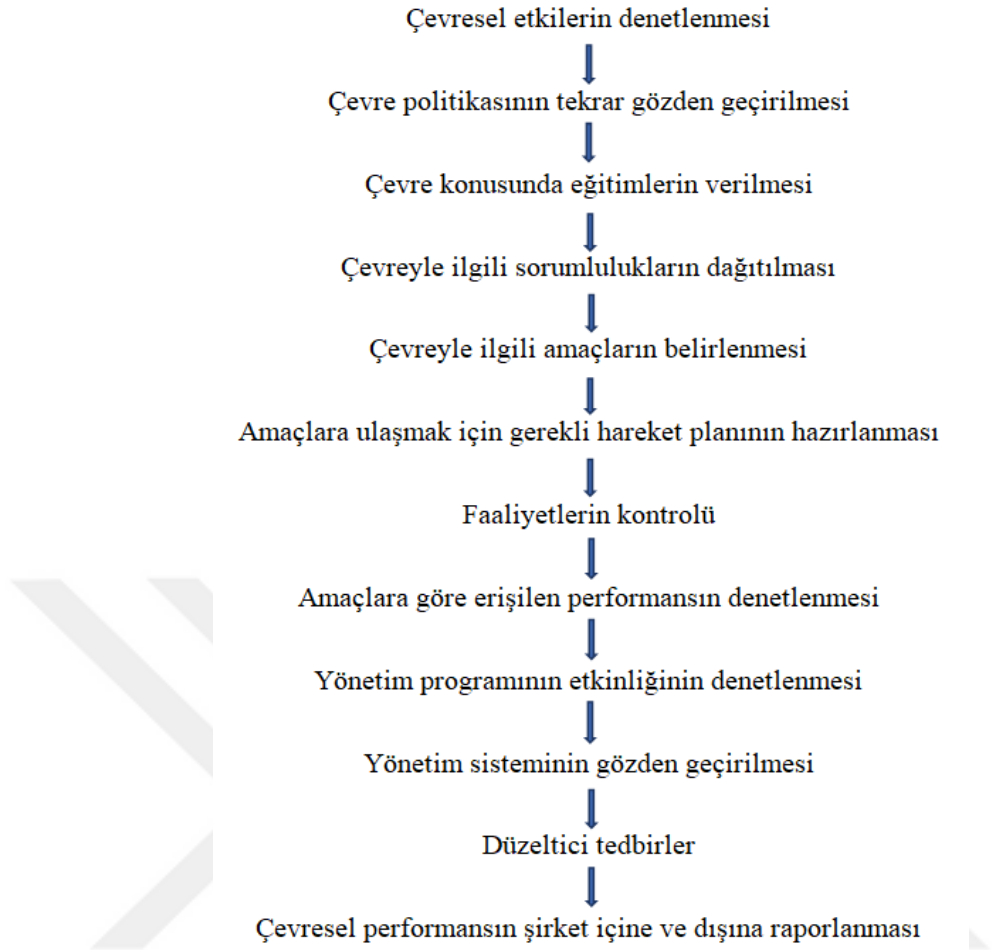 Çevresel etkilerin denetlenmesi
Çevre politikasının tekrar gözden geçirilmesi
Çevre konusunda eğitimlerin verilmesi
Çevreyle ilgili sorumlulukların dağıtılması
Çevreyle ilgili amaçların belirlenmesi
Amaçlara ulaşmak için gerekli hareket planının hazırlanması
Faaliyetlerin kontrolü
Amaçlara göre erişilen performansın denetlenmesi
Yönetim programının etkinliğinin denetlenmesi
Yönetim sisteminin gözden geçirilmesi
Düzeltici tedbirler
Çevresel performansın şirket içine ve dışına raporlanması